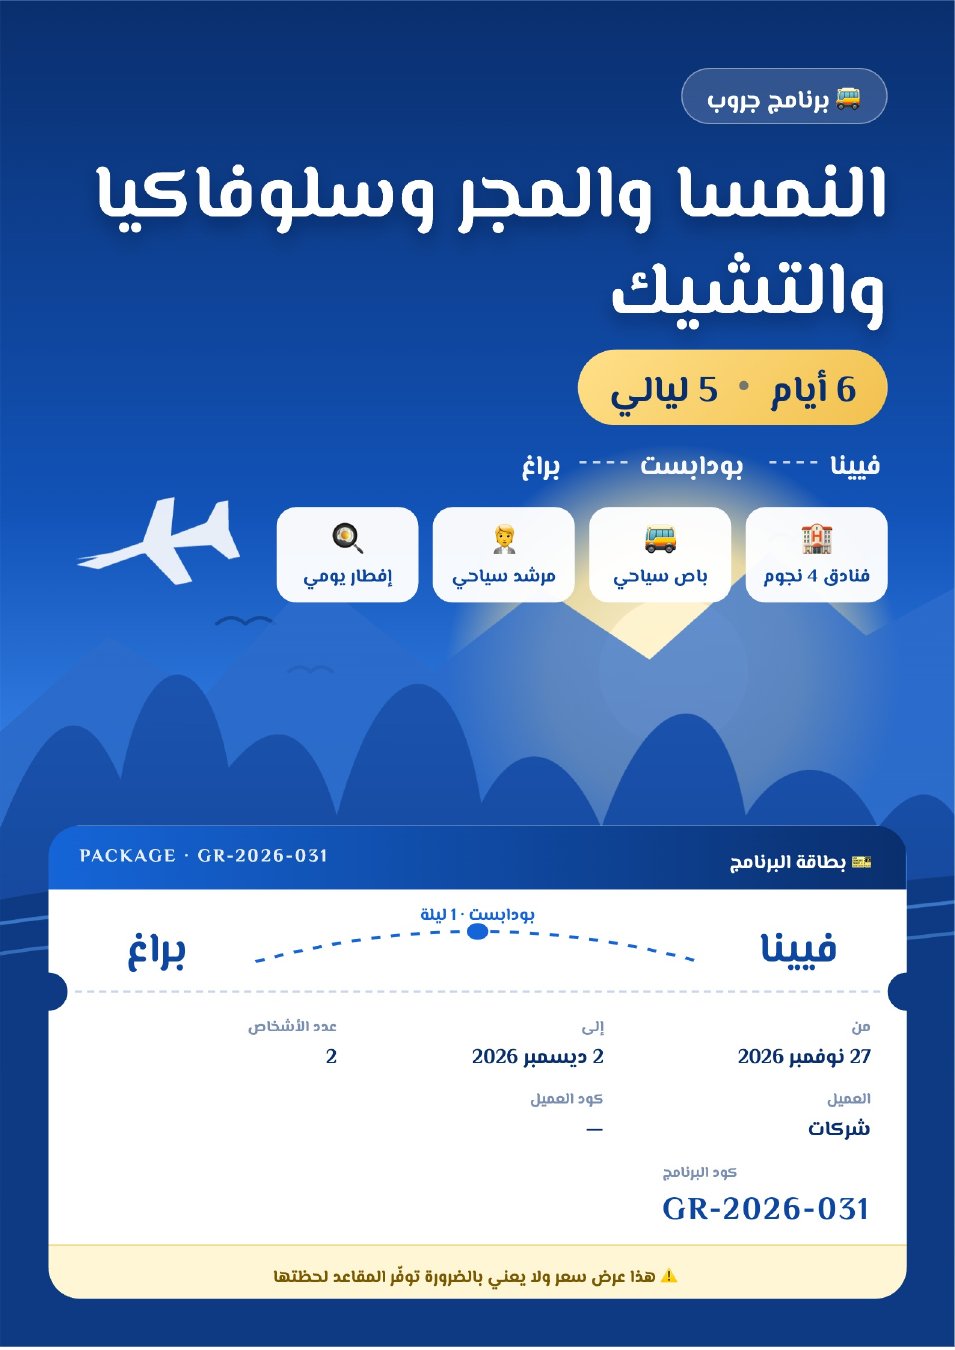 برنامج جروب
النمسا والمجر وسلوفاكيا
والتشيك
6 أيام • 5 ليالي
فيينا ---- بودابست ---- براغ
فنادق 4 نجوم
باص سياحي
مرشد سياحي
إفطار يومي
بطاقة البرنامج
PACKAGE · GR-2026-031
بودابست · 1 ليلة
فيينا
براغ
من
27 نوفمبر 2026
إلى
2 ديسمبر 2026
عدد الأشخاص
2
العميل
شركات
كود العميل
—
كود البرنامج
GR-2026-031
هذا عرض سعر ولا يعني بالضرورة توفّر المقاعد لحظتها